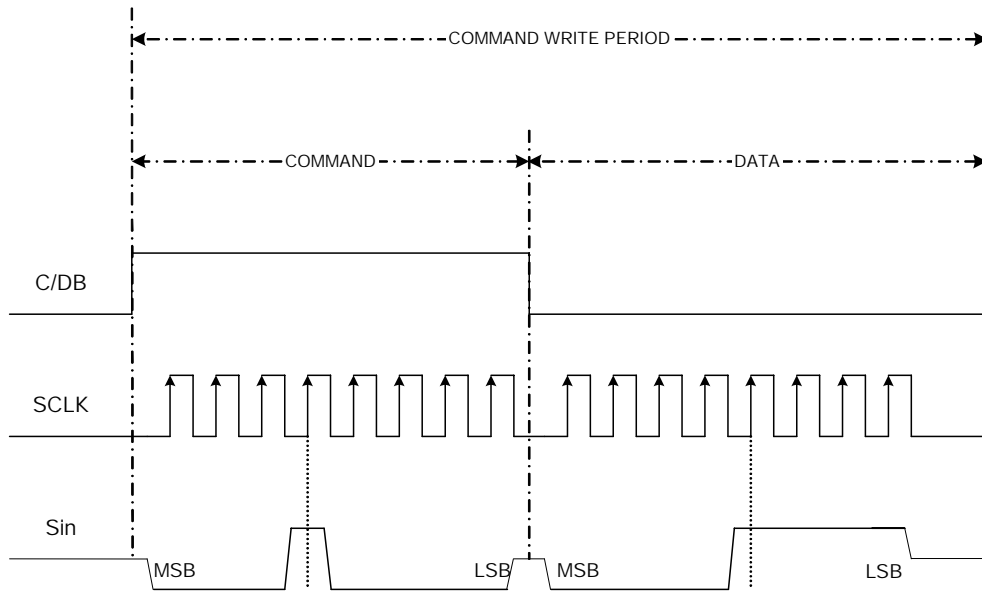 COMMAND WRITE PERIOD
COMMAND
DATA
C/DB
SCLK
Sin
MSB
LSB
MSB
LSB